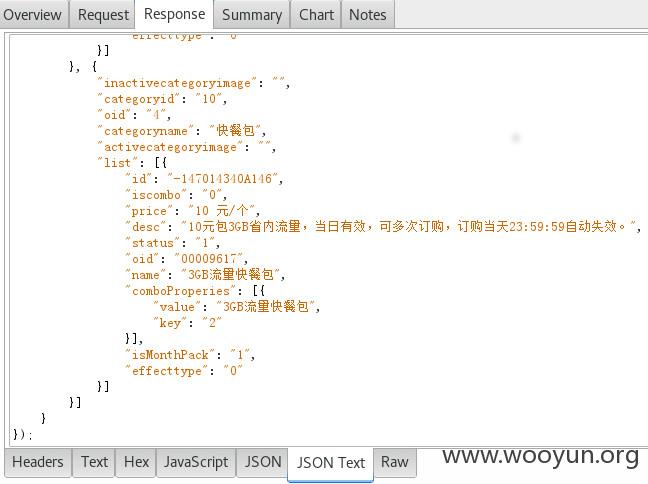 Overview Request Response Summary Chart Notes
"effecttype": "0"
}]
}, {
"inactivecategoryimage": "",
"categoryid": "10",
"oid": "4",
"categoryname": "快餐包",
"activecategoryimage": "",
"list": [{
"id": "-147014340A146",
"iscombo": "0",
"price": "10 元/个",
"desc": "10元包3GB省内流量，当日有效，可多次订购，订购当天23:59:59自动失效。",
"status": "1",
"oid": "00009617",
"name": "3GB流量快餐包",
"comboProperies": [{
"value": "3GB流量快餐包",
"key": "2"
}],
"isMonthPack": "1",
"effecttype": "0"
}]
}]
}
});
Headers Text Hex JavaScript JSON JSON Text Raw
www.wooyun.org